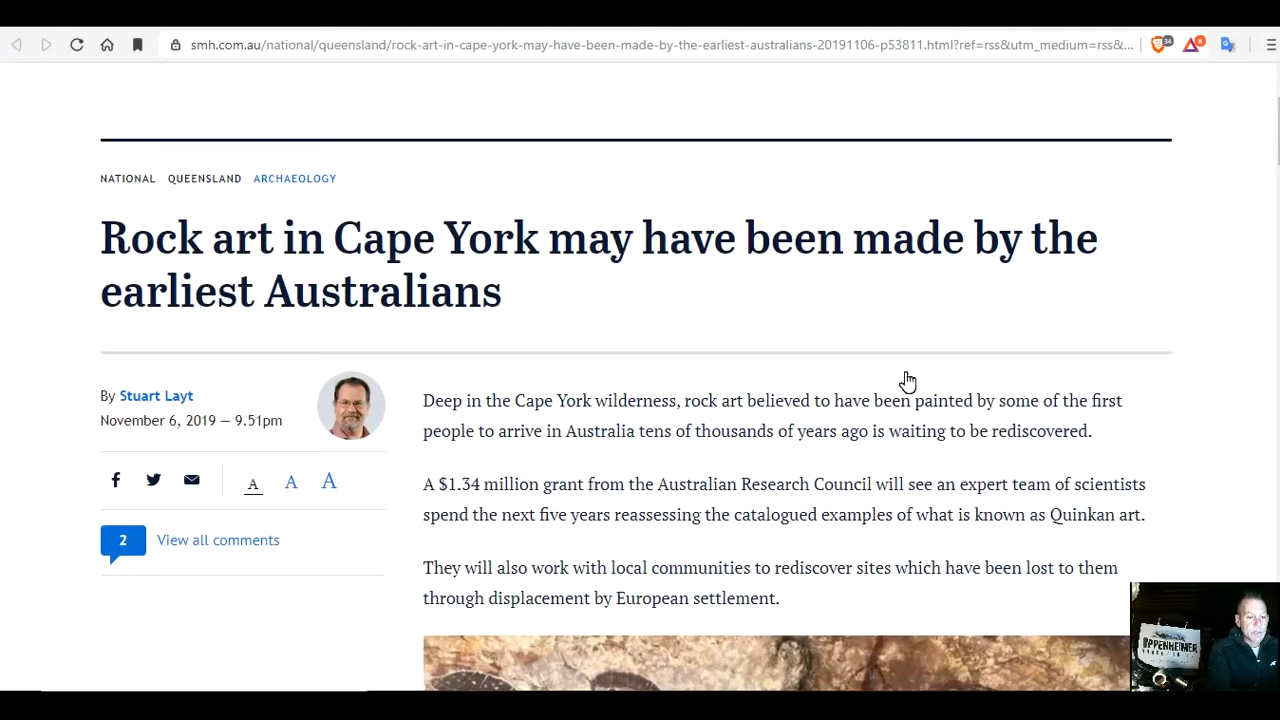 smh.com.au/national/queensland/rock-art-in-cape-york-may-have-been-made-by-the-earliest-australians-20191106-p53811.html?ref=rss&utm_medium=rss&...
34
8
NATIONAL QUEENSLAND ARCHAEOLOGY
Rock art in Cape York may have been made by the
earliest Australians
By Stuart Layt
November 6, 2019 — 9.51pm
A A A
2 View all comments
Deep in the Cape York wilderness, rock art believed to have been painted by some of the first
people to arrive in Australia tens of thousands of years ago is waiting to be rediscovered.
A $1.34 million grant from the Australian Research Council will see an expert team of scientists
spend the next five years reassessing the catalogued examples of what is known as Quinkan art.
They will also work with local communities to rediscover sites which have been lost to them
through displacement by European settlement.
OPPENHEIMER